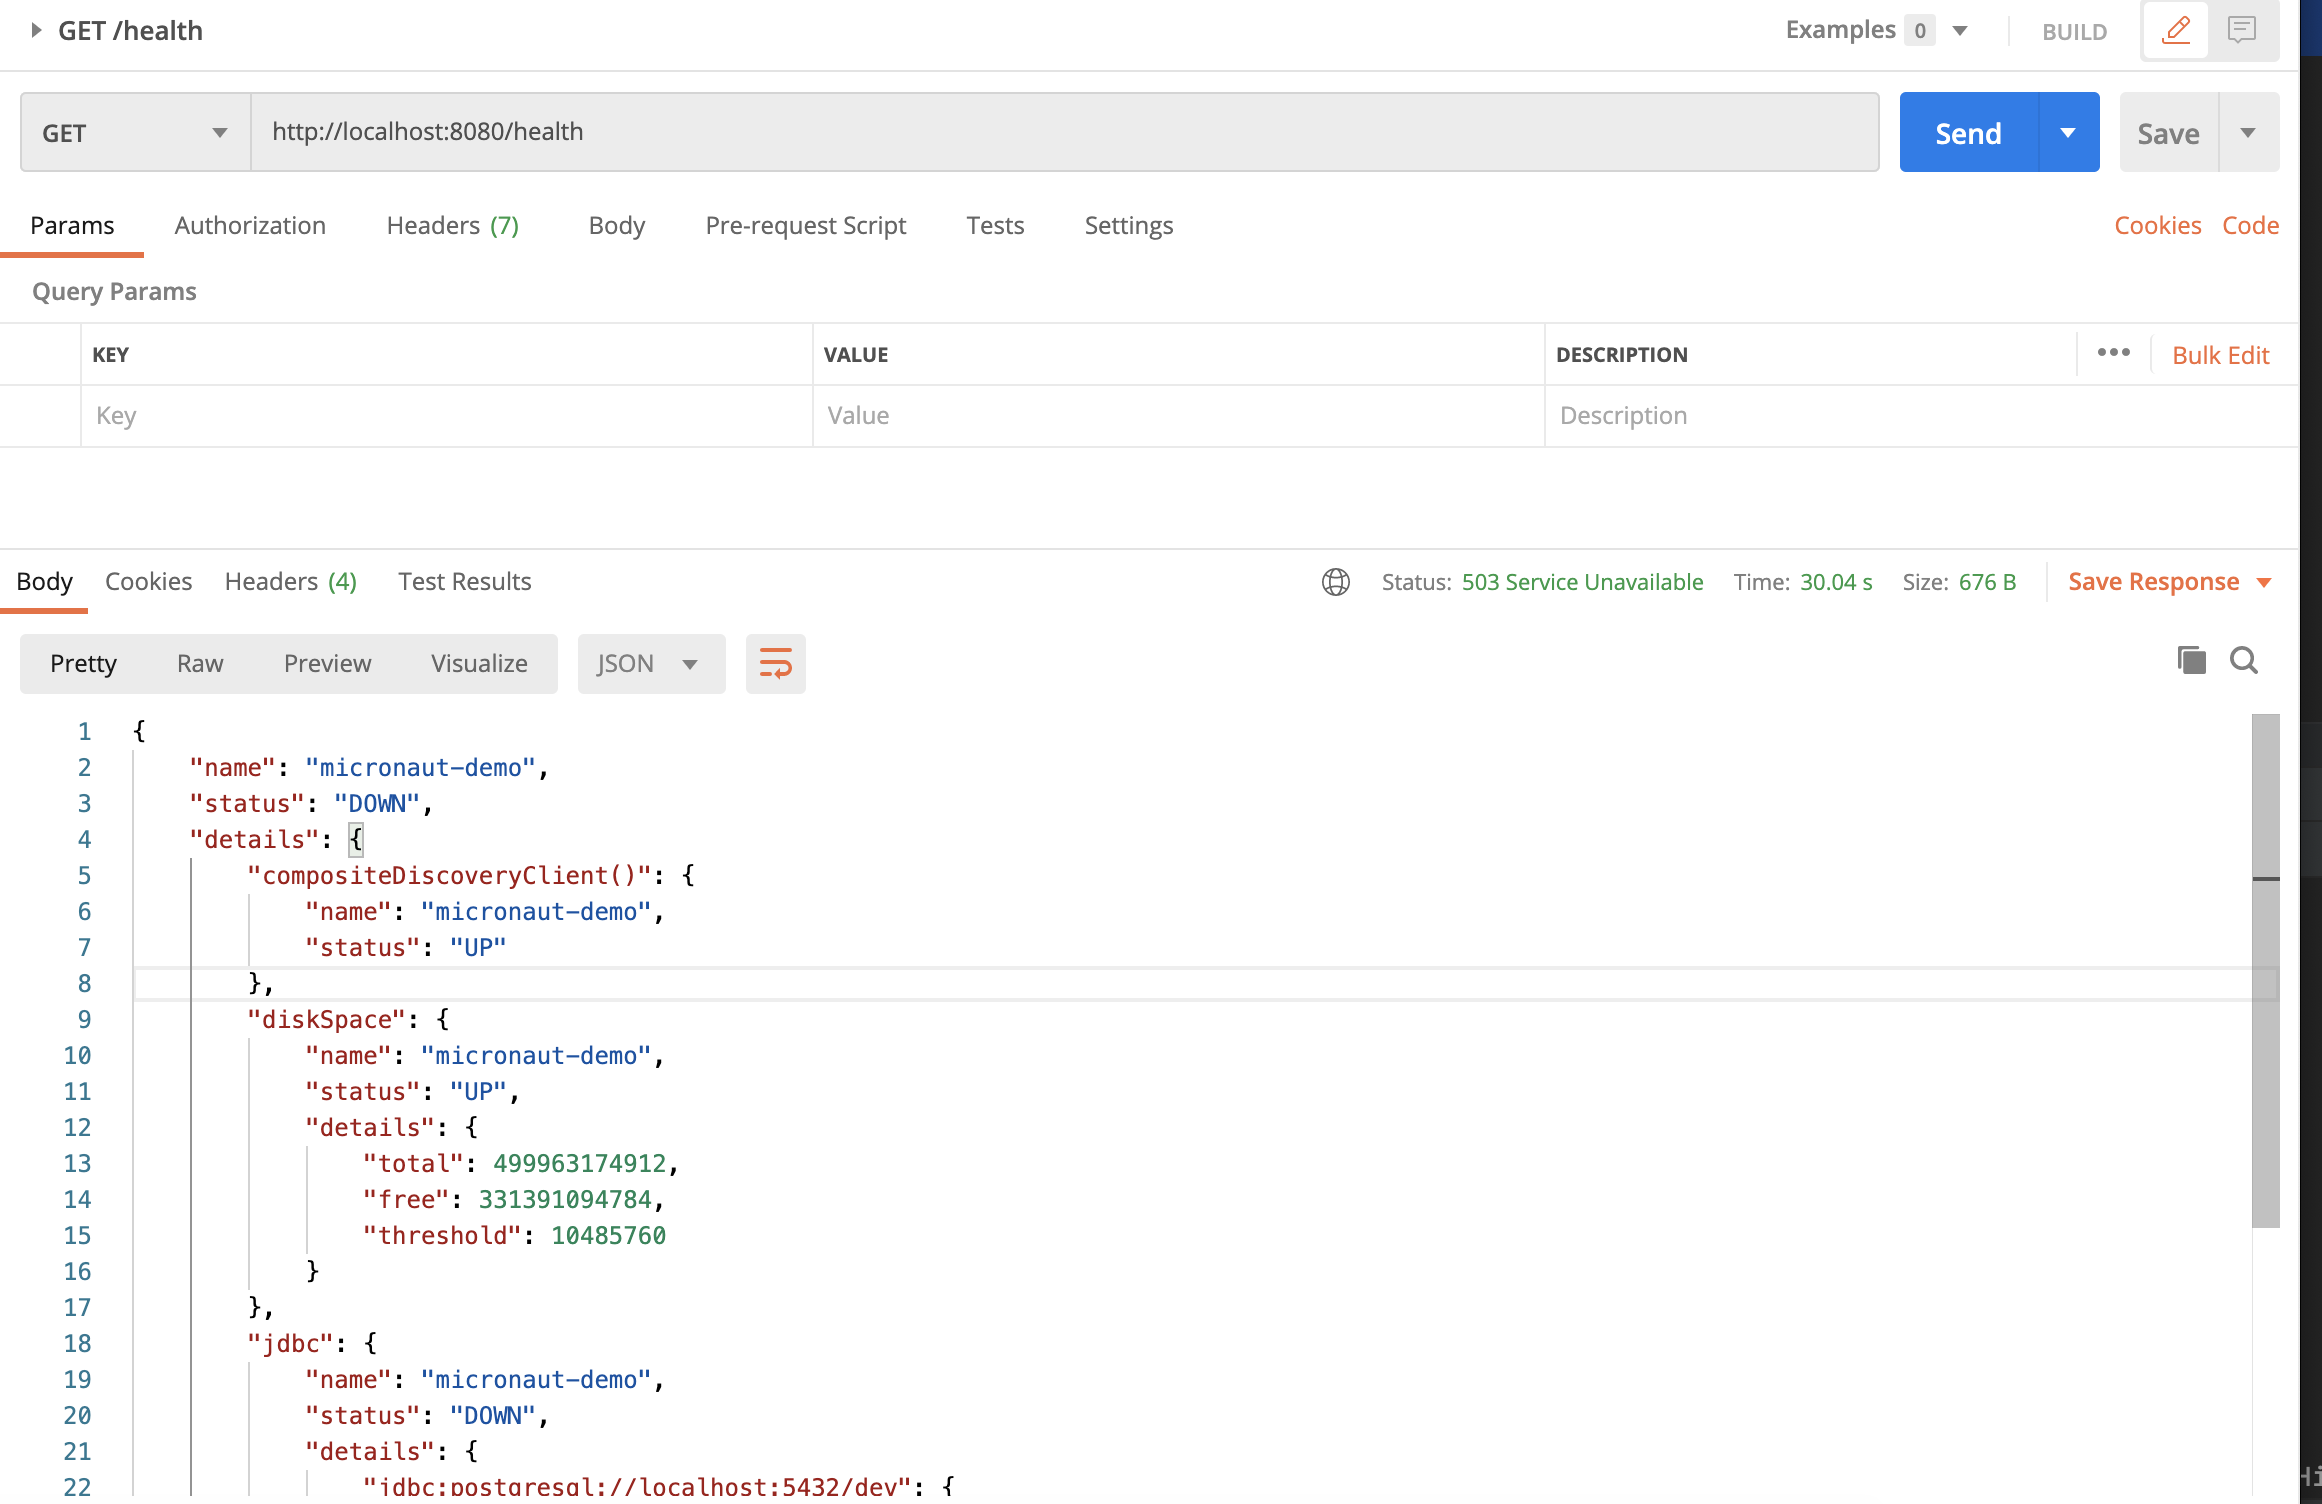 GET /health
Examples 0
BUILD
GET
http://localhost:8080/health
Send
Save
Params Authorization Headers (7) Body Pre-request Script Tests Settings Cookies Code
Query Params
KEY VALUE DESCRIPTION ••• Bulk Edit
Key Value Description
Body Cookies Headers (4) Test Results Status: 503 Service Unavailable Time: 30.04 s Size: 676 B Save Response
Pretty Raw Preview Visualize JSON
1 {
2 "name": "micronaut-demo",
3 "status": "DOWN",
4 "details": {
5 "compositeDiscoveryClient()": {
6 "name": "micronaut-demo",
7 "status": "UP"
8 },
9 "diskSpace": {
10 "name": "micronaut-demo",
11 "status": "UP",
12 "details": {
13 "total": 499963174912,
14 "free": 331391094784,
15 "threshold": 10485760
16 }
17 },
18 "jdbc": {
19 "name": "micronaut-demo",
20 "status": "DOWN",
21 "details": {
22 "jdbc:postgresql://localhost:5432/dev": {